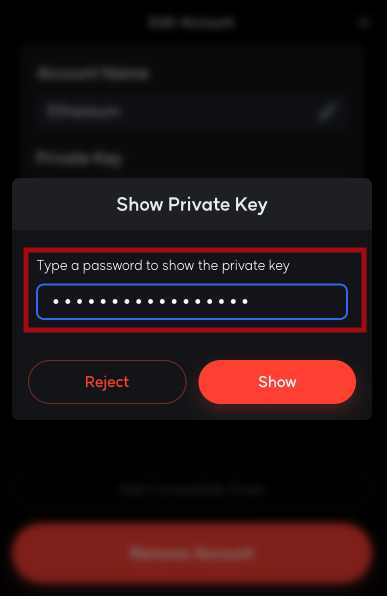 Edit Account
Account Name
Ethereum
Private Key
Show Private Key
Type a password to show the private key
•••••••••••••••••
Reject
Show
Add Compatible Chain
Remove Account